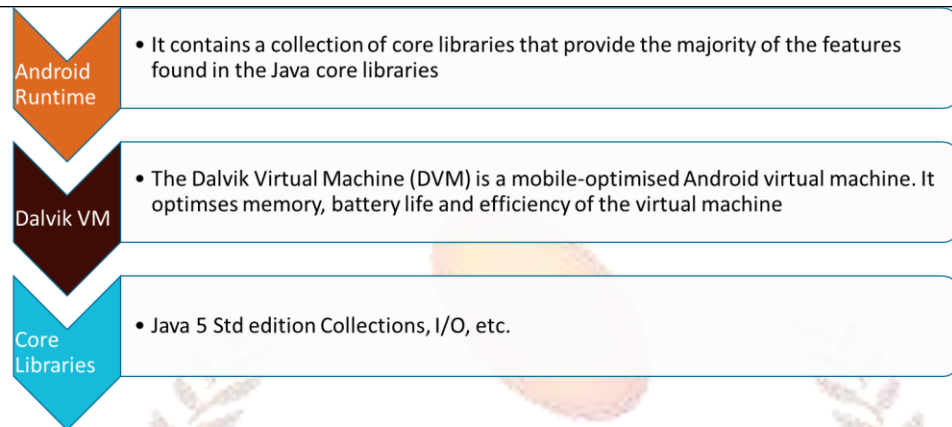 Android
Runtime
• It contains a collection of core libraries that provide the majority of the features
found in the Java core libraries
Dalvik VM
• The Dalvik Virtual Machine (DVM) is a mobile-optimised Android virtual machine. It
optimses memory, battery life and efficiency of the virtual machine
Core
Libraries
• Java 5 Std edition Collections, I/O, etc.